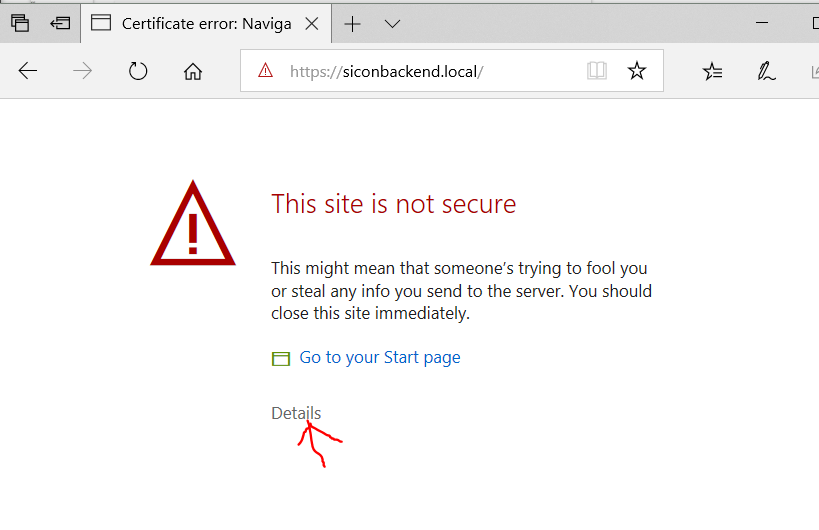 Certificate error: Naviga
https://siconbackend.local/
This site is not secure
This might mean that someone's trying to fool you
or steal any info you send to the server. You should
close this site immediately.
Go to your Start page
Details